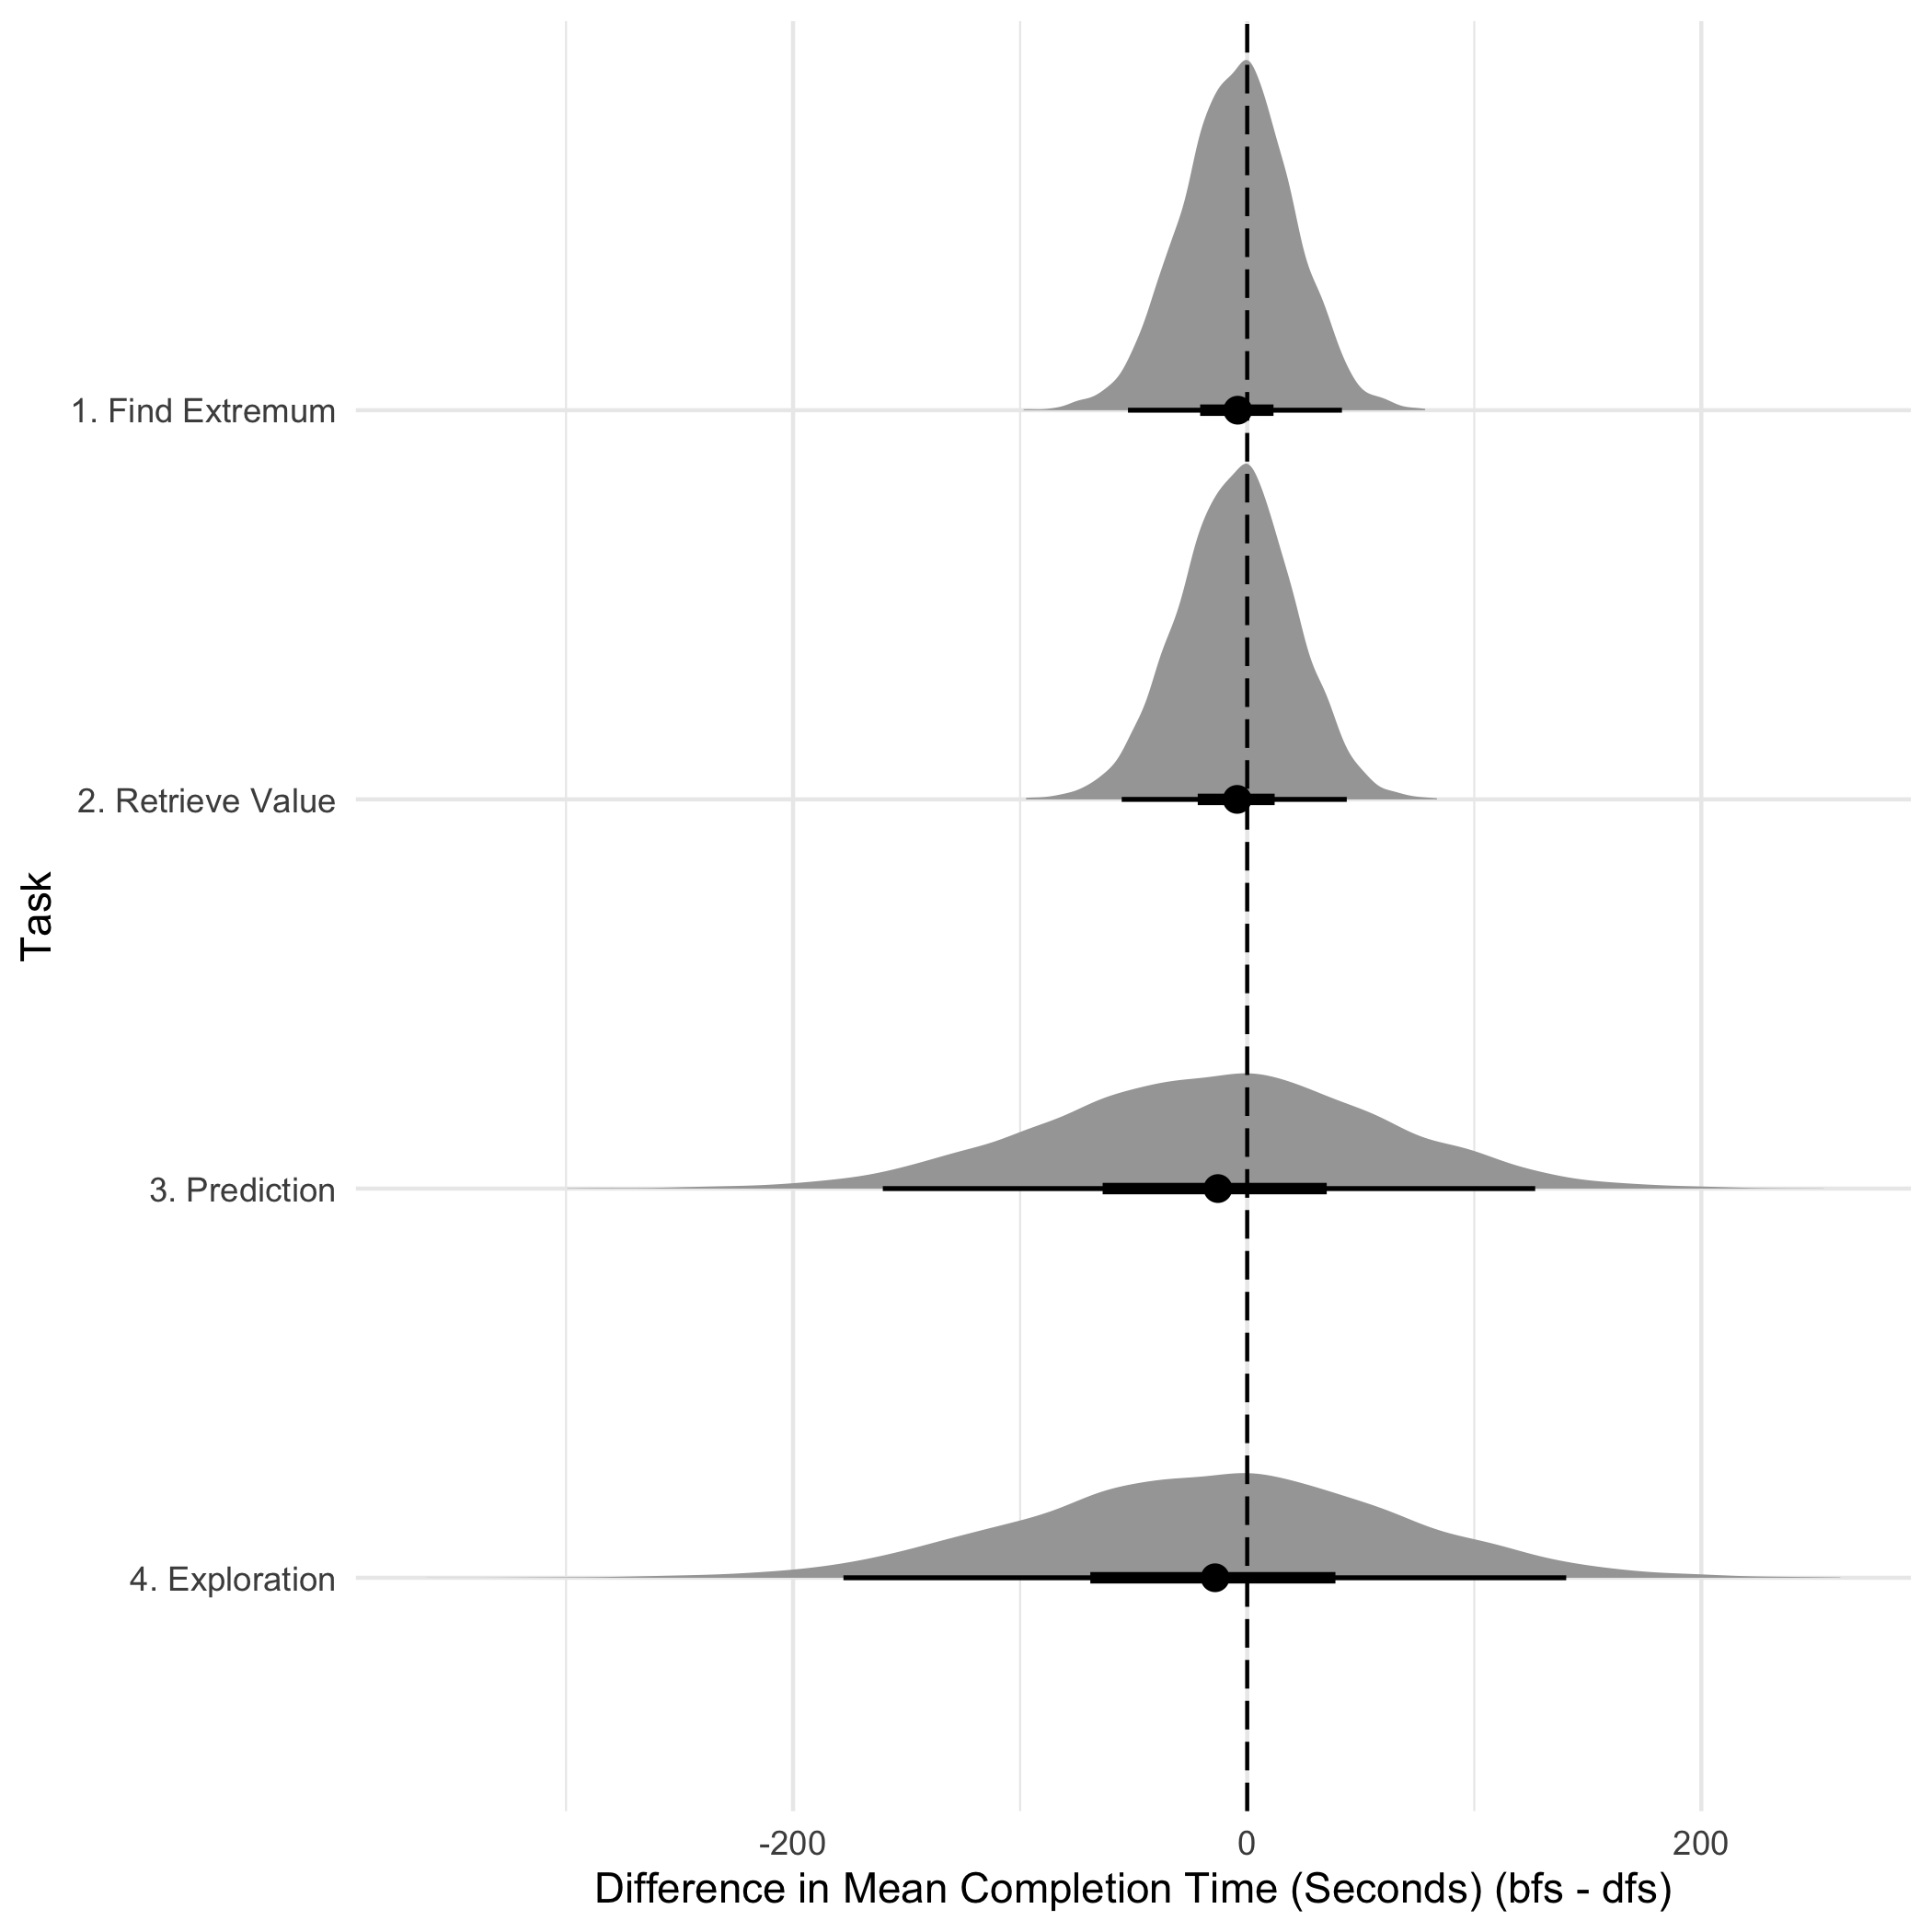 1. Find Extremum
2. Retrieve Value
Task
3. Prediction
4. Exploration
-200
0
200
Difference in Mean Completion Time (Seconds) (bfs - dfs)